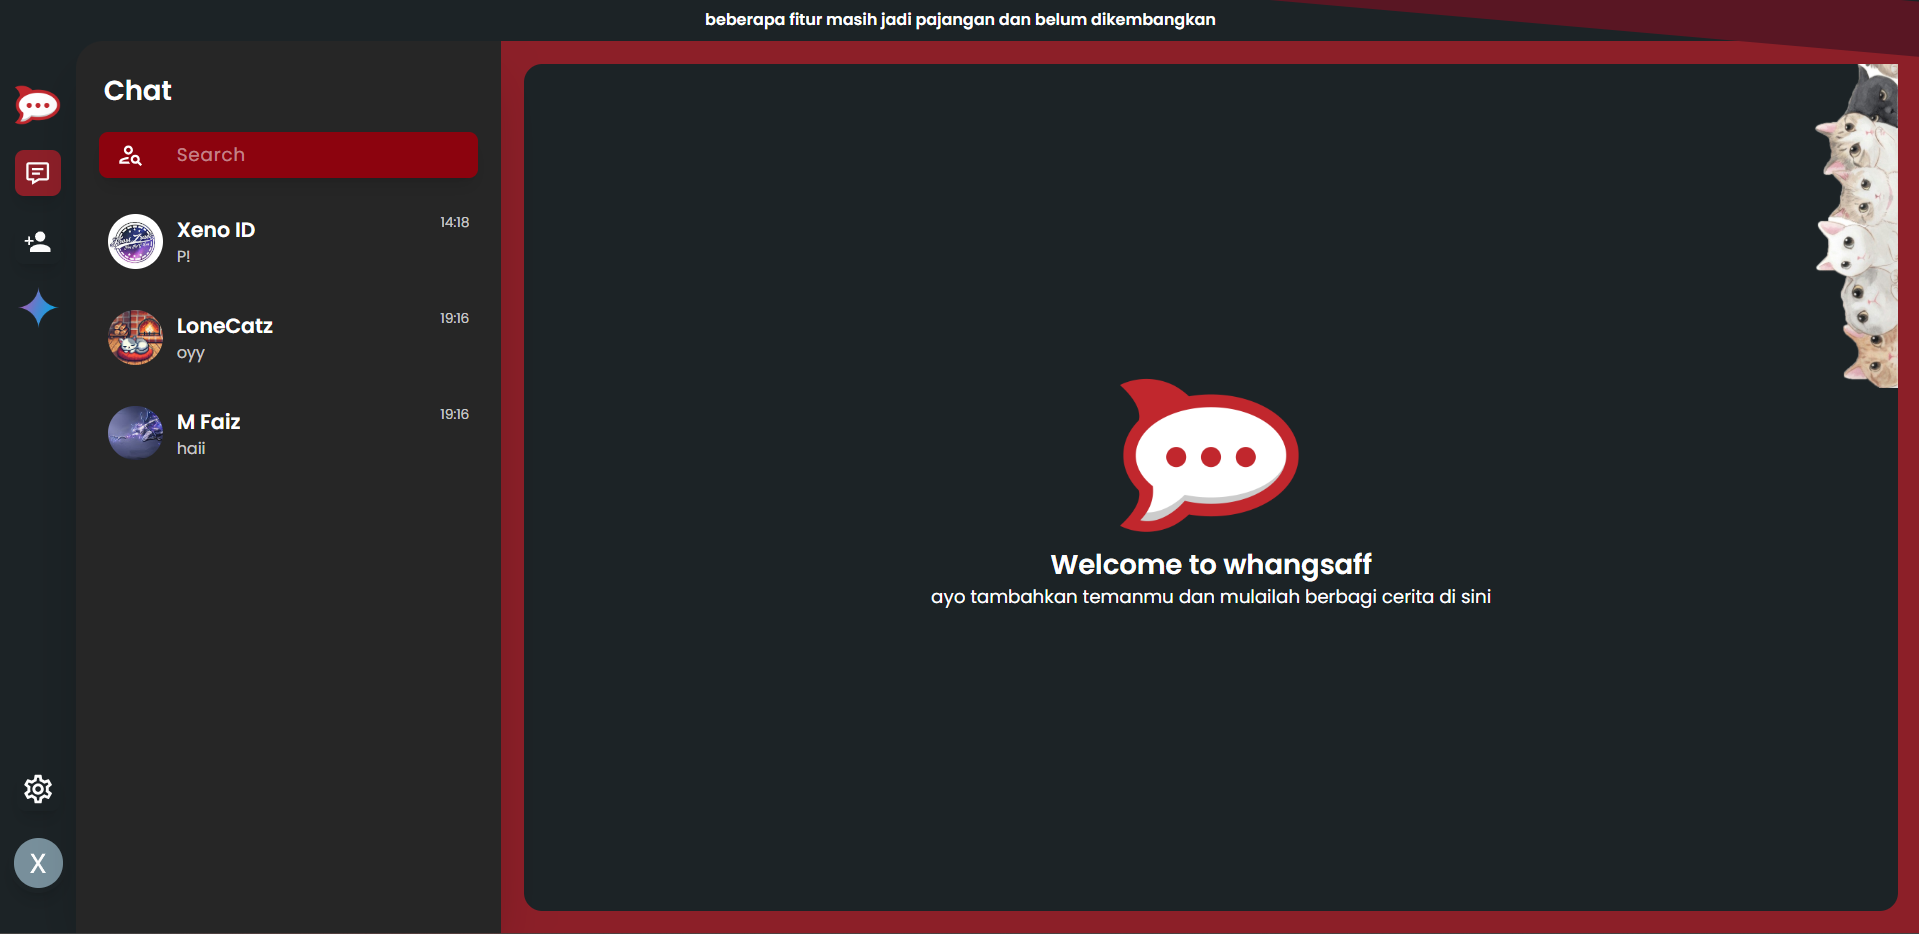 beberapa fitur masih jadi pajangan dan belum dikembangkan
Chat
Search
Xeno ID
14:18
P!
LoneCatz
19:16
oyy
M Faiz
19:16
haii
X
Welcome to whangsaff
ayo tambahkan temanmu dan mulailah berbagi cerita di sini